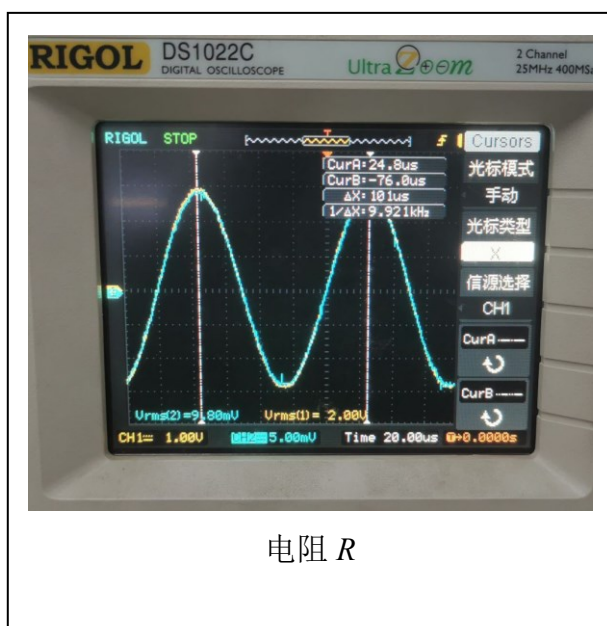 RIGOL DS1022C
DIGITAL OSCILLOSCOPE
Ultra Zoom
2 Channel
25MHz 400MSa
RIGOL STOP
T
Cursors
CurA: 24.8us
CurB:-76.0us
ΔX: 101us
1/ΔX: 9.921kHz
光标模式
手动
光标类型
X
信源选择
CH1
CurA
CurB
Vrms(2)=9.80mV Vrms(1)= 2.00V
CH1 1.00V CH2 5.00mV Time 20.00us T→0.0000s
电阻 R